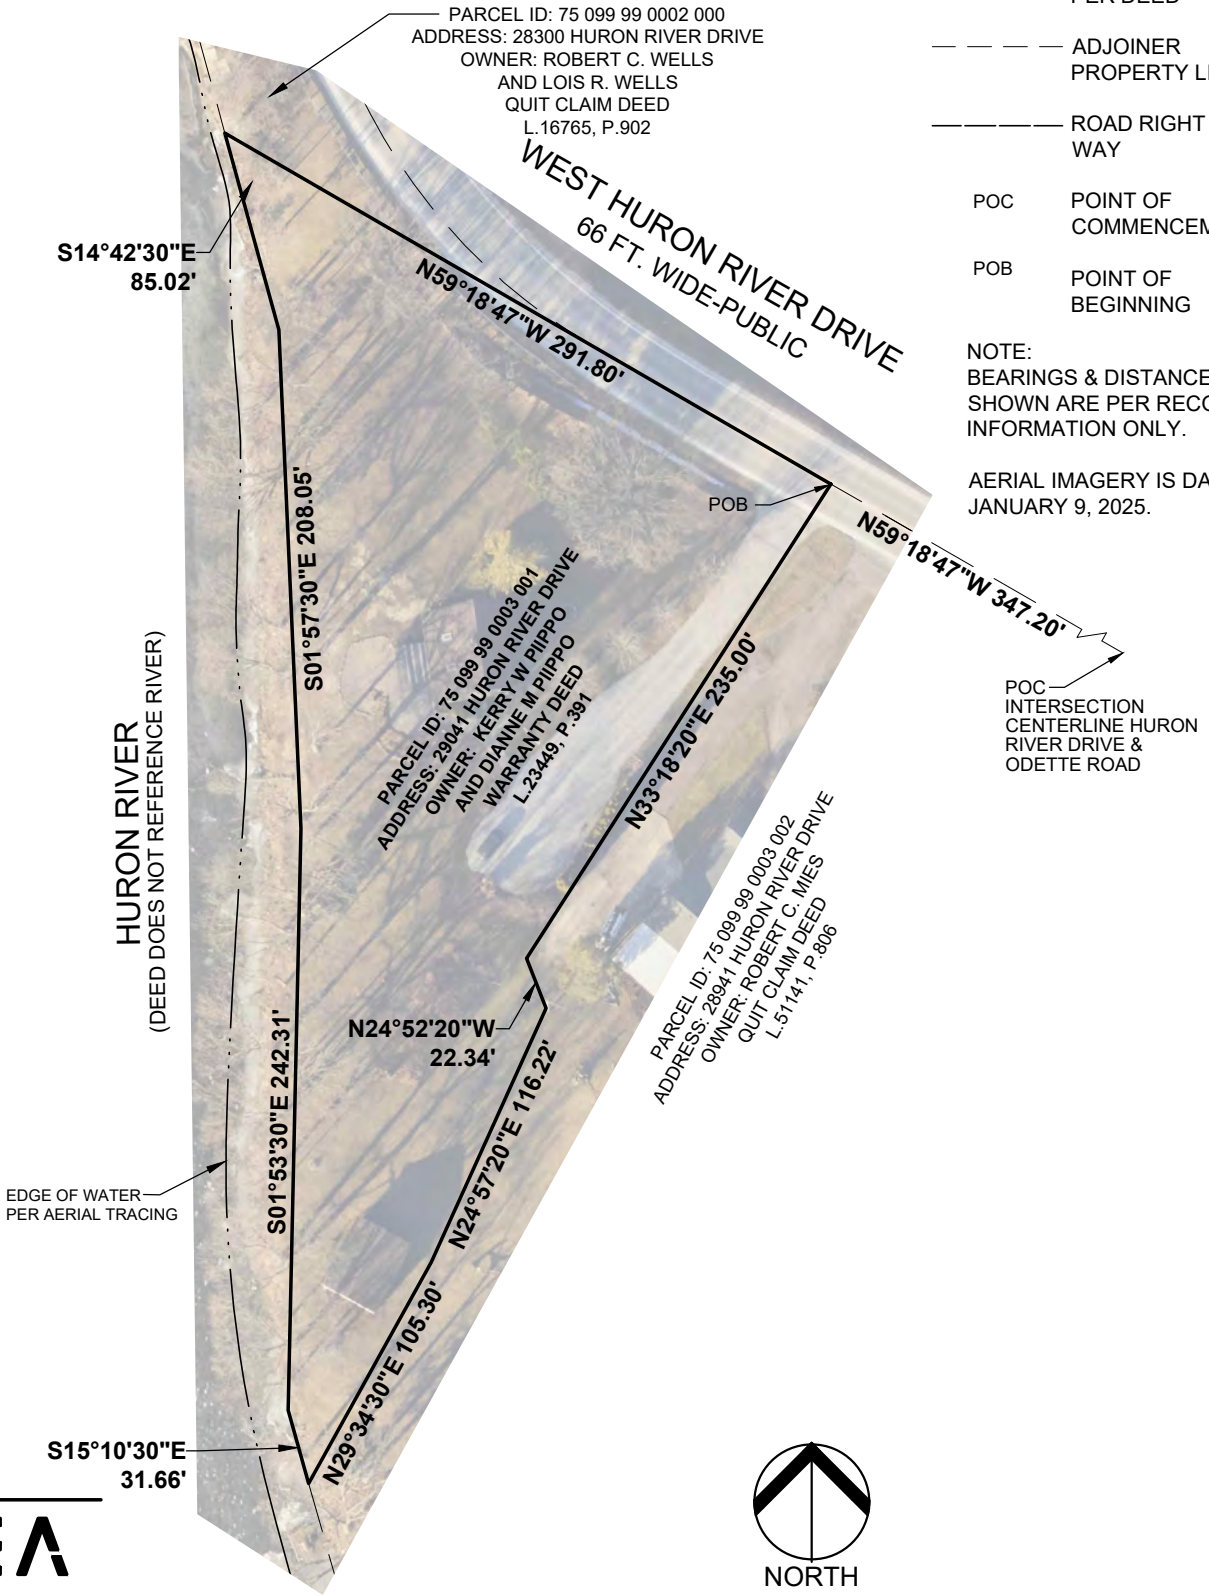 PARCEL ID: 75 099 99 0002 000
ADDRESS: 28300 HURON RIVER DRIVE
OWNER: ROBERT C. WELLS
AND LOIS R. WELLS
QUIT CLAIM DEED
L.16765, P.902
PER DEED
ADJOINER
PROPERTY LI
ROAD RIGHT
WAY
POC POINT OF
COMMENCEM
POB POINT OF
BEGINNING
NOTE:
BEARINGS & DISTANCE
SHOWN ARE PER RECO
INFORMATION ONLY.
AERIAL IMAGERY IS DA
JANUARY 9, 2025.
WEST HURON RIVER DRIVE
66 FT. WIDE-PUBLIC
S14°42'30"E
85.02'
N59°18'47"W 291.80'
POB
N59°18'47"W 347.20'
POC
INTERSECTION
CENTERLINE HURON
RIVER DRIVE &
ODETTE ROAD
S01°57'30"E 208.05'
PARCEL ID: 75 099 99 0003 001
ADDRESS: 29041 HURON RIVER DRIVE
OWNER: KERRY W PIIPPO
AND DIANNE M PIIPPO
WARRANTY DEED
L.23449, P.391
N33°18'20"E 235.00'
HURON RIVER
(DEED DOES NOT REFERENCE RIVER)
PARCEL ID: 75 099 99 0003 002
ADDRESS: 28941 HURON RIVER DRIVE
OWNER: ROBERT C. MIES
QUIT CLAIM DEED
L.51141, P.806
N24°52'20"W
22.34'
S01°53'30"E 242.31'
N24°57'20"E 116.22'
EDGE OF WATER
PER AERIAL TRACING
N29°34'30"E 105.30'
S15°10'30"E
31.66'
NORTH